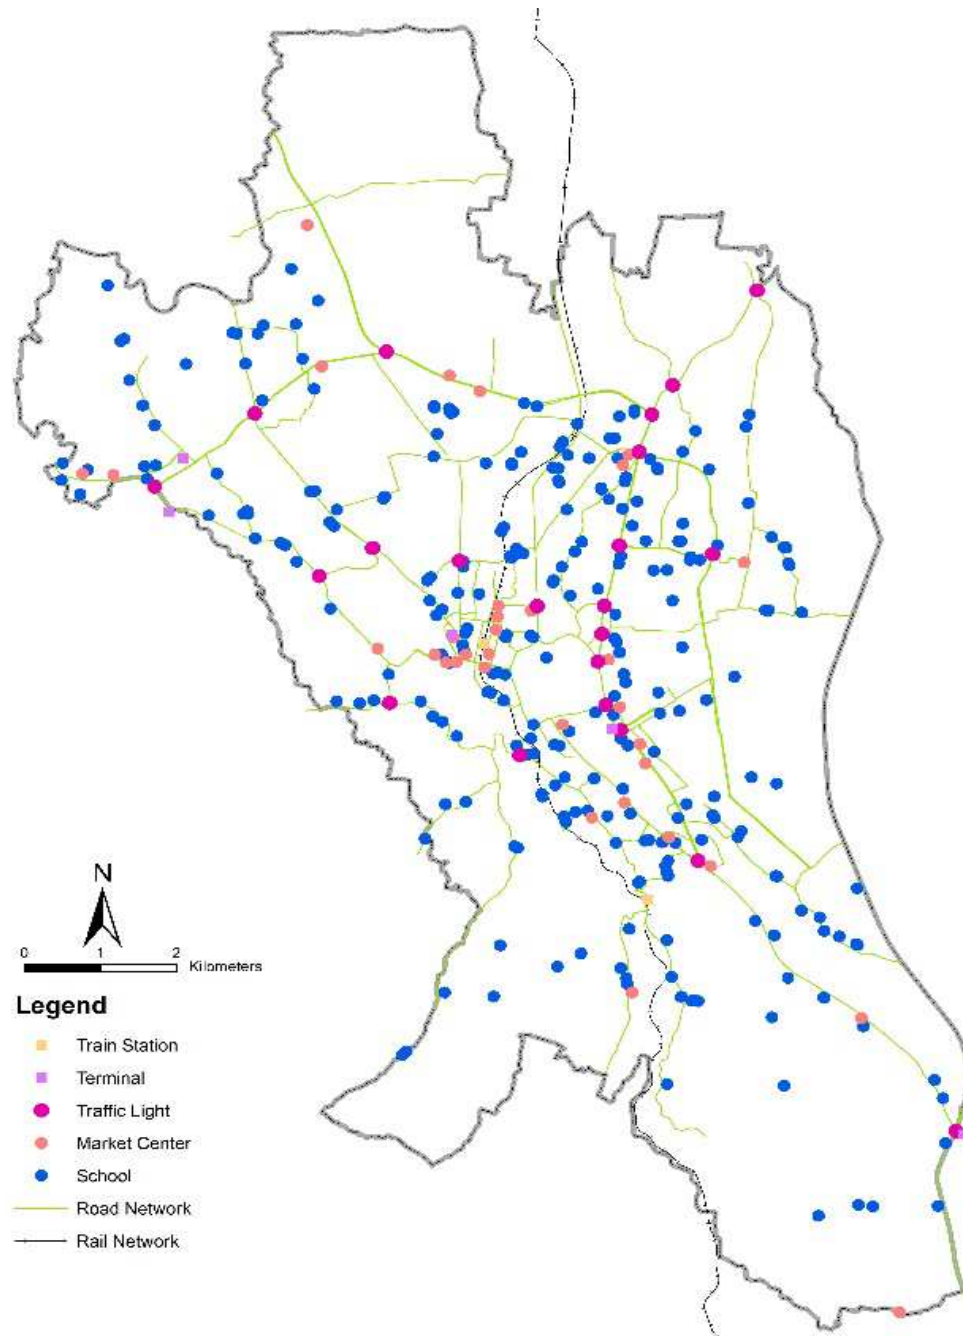 N
0 1 2
Kilometers
Legend
Train Station
Terminal
Traffic Light
Market Center
School
Road Network
Rail Network